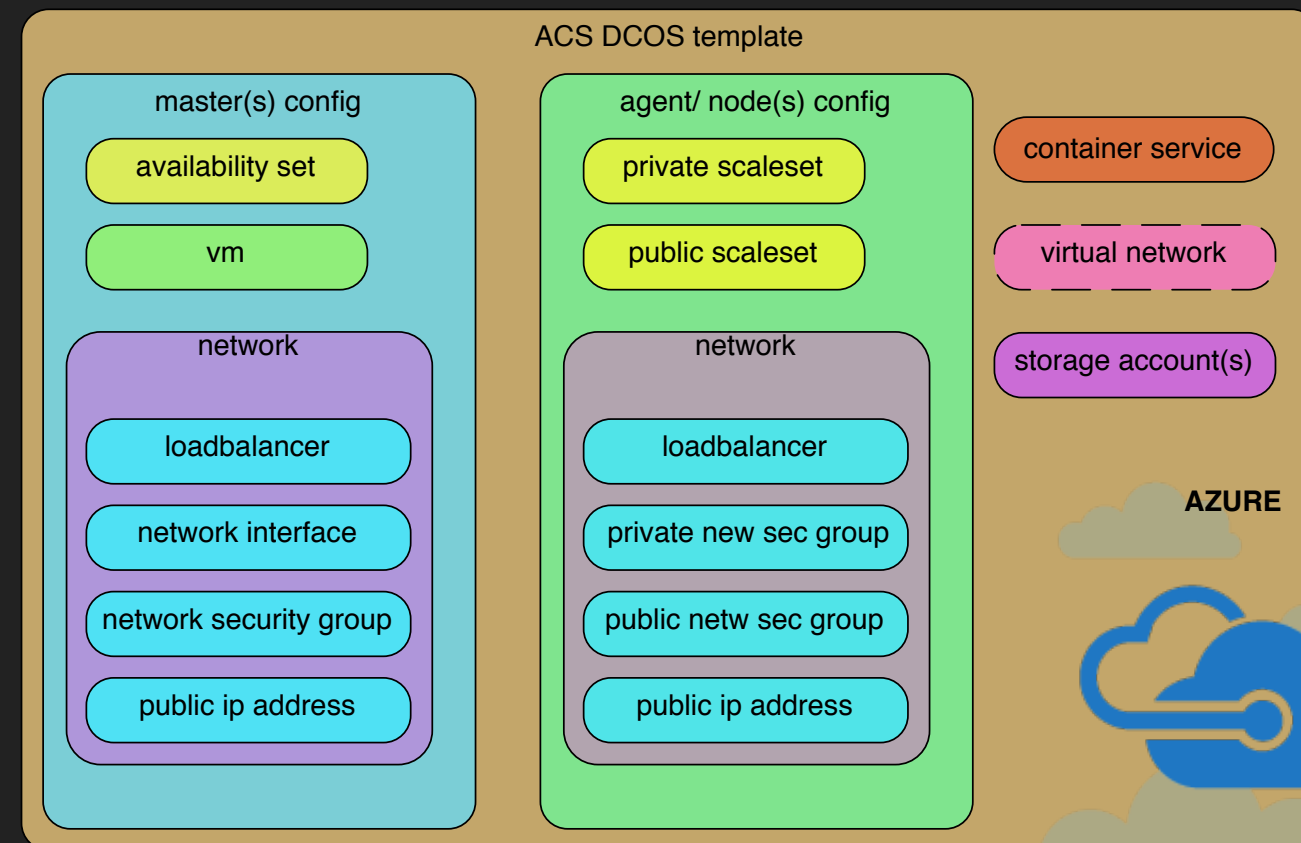 ACS DCOS template
master(s) config
availability set
vm
network
loadbalancer
network interface
network security group
public ip address
agent/ node(s) config
private scaleset
public scaleset
network
loadbalancer
private new sec group
public netw sec group
public ip address
container service
virtual network
storage account(s)
AZURE